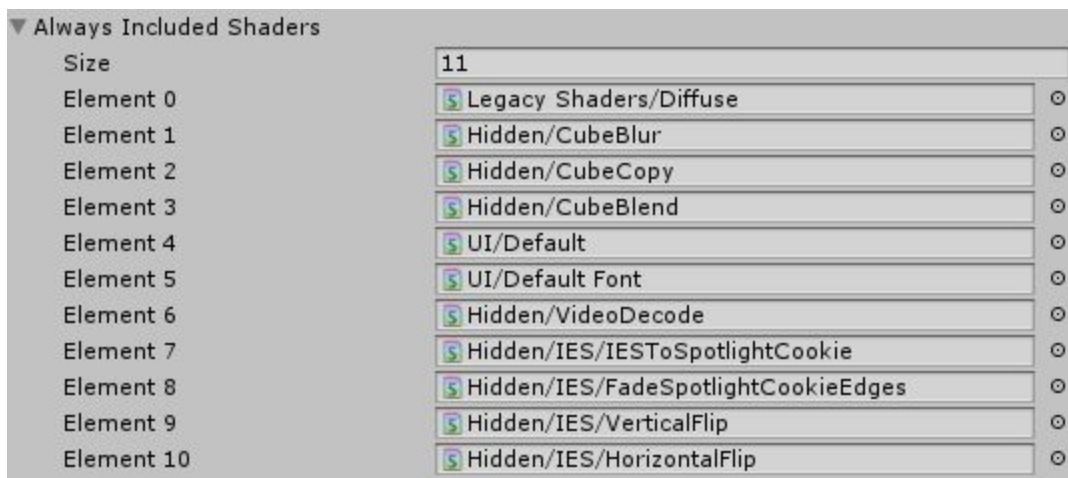 Always Included Shaders
Size 11
Element 0 Legacy Shaders/Diffuse
Element 1 Hidden/CubeBlur
Element 2 Hidden/CubeCopy
Element 3 Hidden/CubeBlend
Element 4 UI/Default
Element 5 UI/Default Font
Element 6 Hidden/VideoDecode
Element 7 Hidden/IES/IESToSpotlightCookie
Element 8 Hidden/IES/FadeSpotlightCookieEdges
Element 9 Hidden/IES/VerticalFlip
Element 10 Hidden/IES/HorizontalFlip